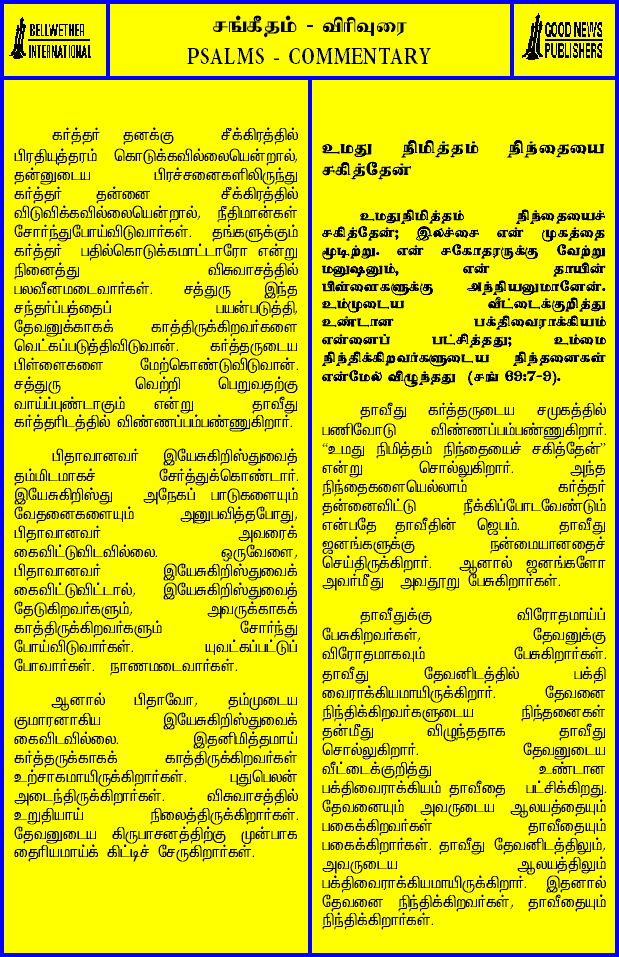 BELLWETHER
INTERNATIONAL
சங்கீதம் - விரிவுரை
PSALMS - COMMENTARY
GOOD NEWS
PUBLISHERS
கர்த்தர் தனக்கு சீக்கிரத்தில்
பிரதியுத்தரம் கொடுக்கவில்லையென்றால்,
தன்னுடைய பிரச்சனைகளிலிருந்து
கர்த்தர் தன்னை சீக்கிரத்தில்
விடுவிக்கவில்லையென்றால், நீதிமான்கள்
சோர்ந்துபோய்விடுவார்கள். தங்களுக்கும்
கர்த்தர் பதில்கொடுக்கமாட்டாரோ என்று
நினைத்து விசுவாசத்தில்
பலவீனமடைவார்கள். சத்துரு இந்த
சந்தர்ப்பத்தைப் பயன்படுத்தி,
தேவனுக்காகக் காத்திருக்கிறவர்களை
வெட்கப்படுத்திவிடுவான். கர்த்தருடைய
பிள்ளைகளை மேற்கொண்டுவிடுவான்.
சத்துரு வெற்றி பெறுவதற்கு
வாய்ப்புண்டாகும் என்று தாவீது
கர்த்தரிடத்தில் விண்ணப்பம்பண்ணுகிறார்.
பிதாவானவர் இயேசுகிறிஸ்துவைத்
தம்மிடமாகச் சேர்த்துக்கொண்டார்.
இயேசுகிறிஸ்து அநேகப் பாடுகளையும்
வேதனைகளையும் அனுபவித்தபோது,
பிதாவானவர் அவரைக்
கைவிட்டுவிடவில்லை. ஒருவேளை,
பிதாவானவர் இயேசுகிறிஸ்துவைக்
கைவிட்டுவிட்டால், இயேசுகிறிஸ்துவைத்
தேடுகிறவர்களும், அவருக்காகக்
காத்திருக்கிறவர்களும் சோர்ந்து
போய்விடுவார்கள். யுவட்கப்பட்டுப்
போவார்கள். நாணமடைவார்கள்.
ஆனால் பிதாவோ, தம்முடைய
குமாரனாகிய இயேசுகிறிஸ்துவைக்
கைவிடவில்லை. இதனிமித்தமாய்
கர்த்தருக்காகக் காத்திருக்கிறவர்கள்
உற்சாகமாயிருக்கிறார்கள். புதுபெலன்
அடைந்திருக்கிறார்கள். விசுவாசத்தில்
உறுதியாய் நிலைத்திருக்கிறார்கள்.
தேவனுடைய கிருபாசனத்திற்கு முன்பாக
தைரியமாய்க் கிட்டிச் சேருகிறார்கள்.
உமது நிமித்தம் நிந்தையை
சகித்தேன்
உமதுநிமித்தம் நிந்தையைச்
சகித்தேன்; இலச்சை என் முகத்தை
மூடிற்று. என் சகோதரருக்கு வேற்று
மனுஷனும், என் தாயின்
பிள்ளைகளுக்கு அந்நியனுமானேன்.
உம்முடைய வீட்டைக்குறித்து
உண்டான பக்திவைராக்கியம்
என்னைப் பட்சித்தது; உம்மை
நிந்திக்கிறவர்களுடைய நிந்தனைகள்
என்மேல் விழுந்தது (சங் 69:7-9).
தாவீது கர்த்தருடைய சமுகத்தில்
பணிவோடு விண்ணப்பம்பண்ணுகிறார்.
“உமது நிமித்தம் நிந்தையைச் சகித்தேன்”
என்று சொல்லுகிறார். அந்த
நிந்தைகளையெல்லாம் கர்த்தர்
தன்னைவிட்டு நீக்கிப்போடவேண்டும்
என்பதே தாவீதின் ஜெபம். தாவீது
ஜனங்களுக்கு நன்மையானதைச்
செய்திருக்கிறார். ஆனால் ஜனங்களோ
அவர்மீது அவதூறு பேசுகிறார்கள்.
தாவீதுக்கு விரோதமாய்ப்
பேசுகிறவர்கள், தேவனுக்கு
விரோதமாகவும் பேசுகிறார்கள்.
தாவீது தேவனிடத்தில் பக்தி
வைராக்கியமாயிருக்கிறார். தேவனை
நிந்திக்கிறவர்களுடைய நிந்தனைகள்
தன்மீது விழுந்ததாக தாவீது
சொல்லுகிறார். தேவனுடைய
வீட்டைக்குறித்து உண்டான
பக்திவைராக்கியம் தாவீதை பட்சிக்கிறது.
தேவனையும் அவருடைய ஆலயத்தையும்
பகைக்கிறவர்கள் தாவீதையும்
பகைக்கிறார்கள். தாவீது தேவனிடத்திலும்,
அவருடைய ஆலயத்திலும்
பக்திவைராக்கியமாயிருக்கிறார். இதனால்
தேவனை நிந்திக்கிறவர்கள், தாவீதையும்
நிந்திக்கிறார்கள்.